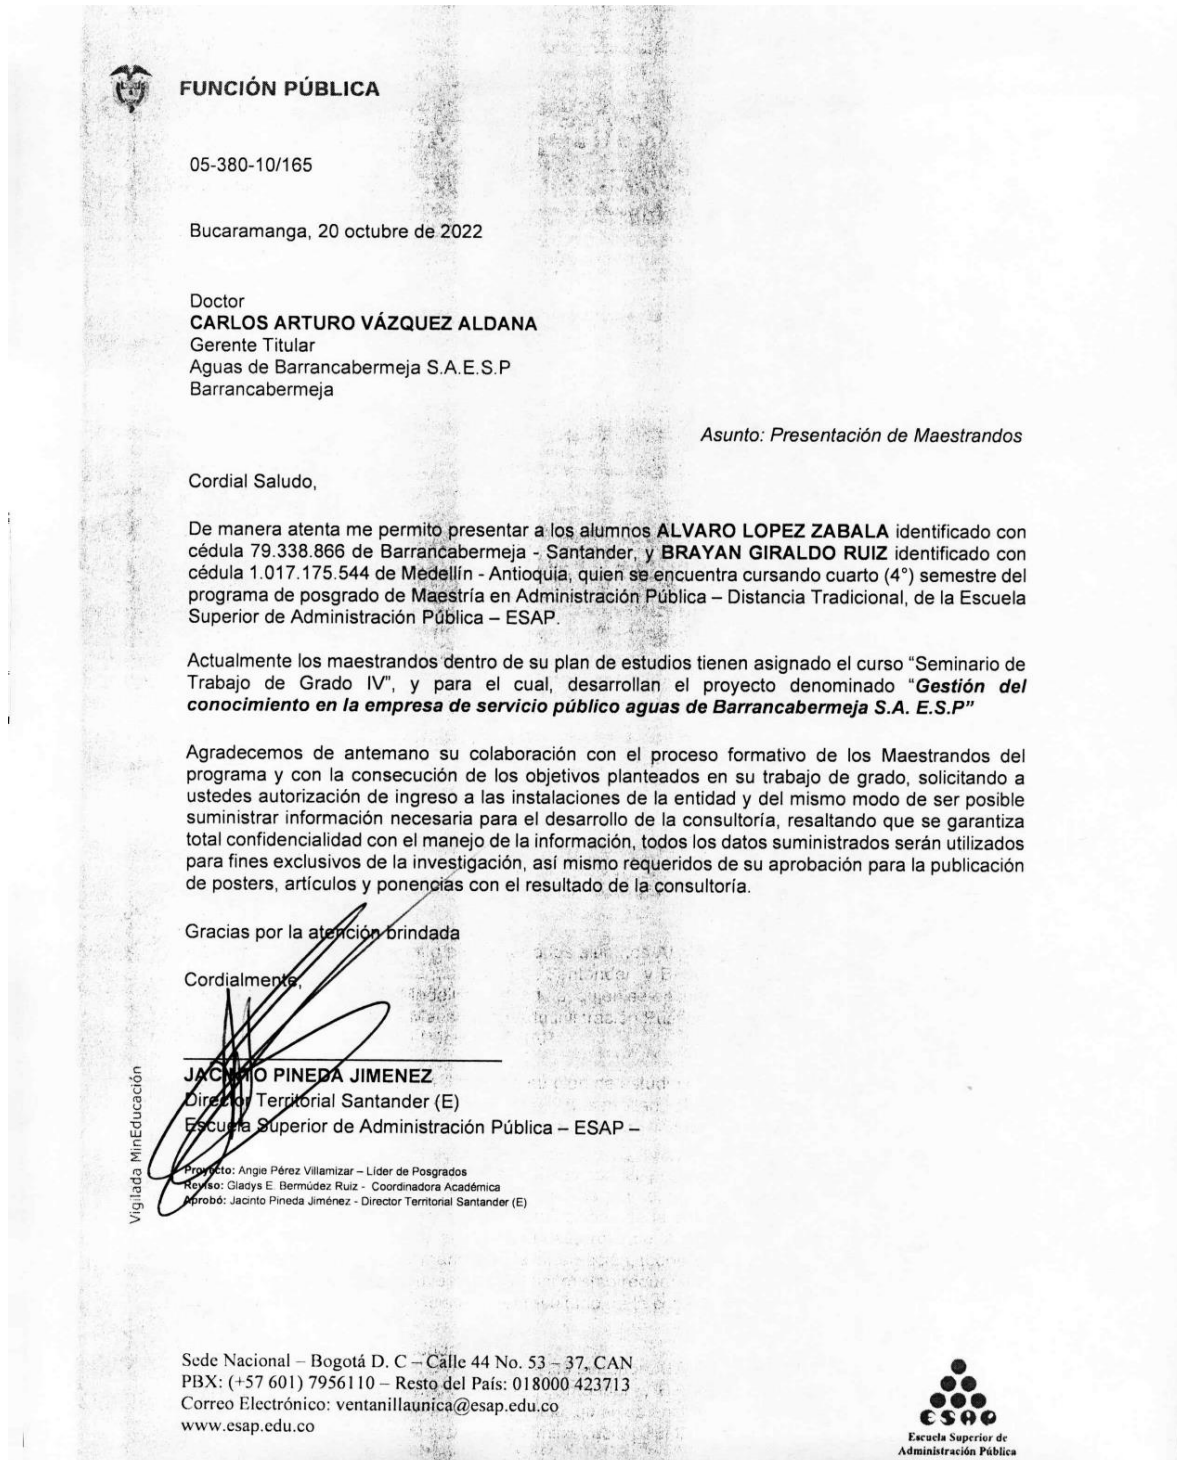 FUNCIÓN PÚBLICA
05-380-10/165
Bucaramanga, 20 octubre de 2022
Doctor
CARLOS ARTURO VÁZQUEZ ALDANA
Gerente Titular
Aguas de Barrancabermeja S.A.E.S.P
Barrancabermeja
Asunto: Presentación de Maestrandos
Cordial Saludo,
De manera atenta me permito presentar a los alumnos ALVARO LOPEZ ZABALA identificado con
cédula 79.338.866 de Barrancabermeja - Santander, y BRAYAN GIRALDO RUIZ identificado con
cédula 1.017.175.544 de Medellín - Antioquia, quien se encuentra cursando cuarto (4°) semestre del
programa de posgrado de Maestría en Administración Pública – Distancia Tradicional, de la Escuela
Superior de Administración Pública – ESAP.
Actualmente los maestrandos dentro de su plan de estudios tienen asignado el curso “Seminario de
Trabajo de Grado IV”, y para el cual, desarrollan el proyecto denominado “Gestión del
conocimiento en la empresa de servicio público aguas de Barrancabermeja S.A. E.S.P”
Agradecemos de antemano su colaboración con el proceso formativo de los Maestrandos del
programa y con la consecución de los objetivos planteados en su trabajo de grado, solicitando a
ustedes autorización de ingreso a las instalaciones de la entidad y del mismo modo de ser posible
suministrar información necesaria para el desarrollo de la consultoría, resaltando que se garantiza
total confidencialidad con el manejo de la información, todos los datos suministrados serán utilizados
para fines exclusivos de la investigación, así mismo requeridos de su aprobación para la publicación
de posters, artículos y ponencias con el resultado de la consultoría.
Gracias por la atención brindada
Cordialmente,
JACINTO PINEDA JIMENEZ
Director Territorial Santander (E)
Escuela Superior de Administración Pública – ESAP –
Proyecto: Angie Pérez Villamizar – Líder de Posgrados
Reviso: Gladys E. Bermúdez Ruiz - Coordinadora Académica
Aprobó: Jacinto Pineda Jiménez - Director Territorial Santander (E)
Vigilada MinEducación
Sede Nacional – Bogotá D. C – Calle 44 No. 53 – 37, CAN
PBX: (+57 601) 7956110 – Resto del País: 018000 423713
Correo Electrónico: ventanillaunica@esap.edu.co
www.esap.edu.co
ESAP
Escuela Superior de
Administración Pública